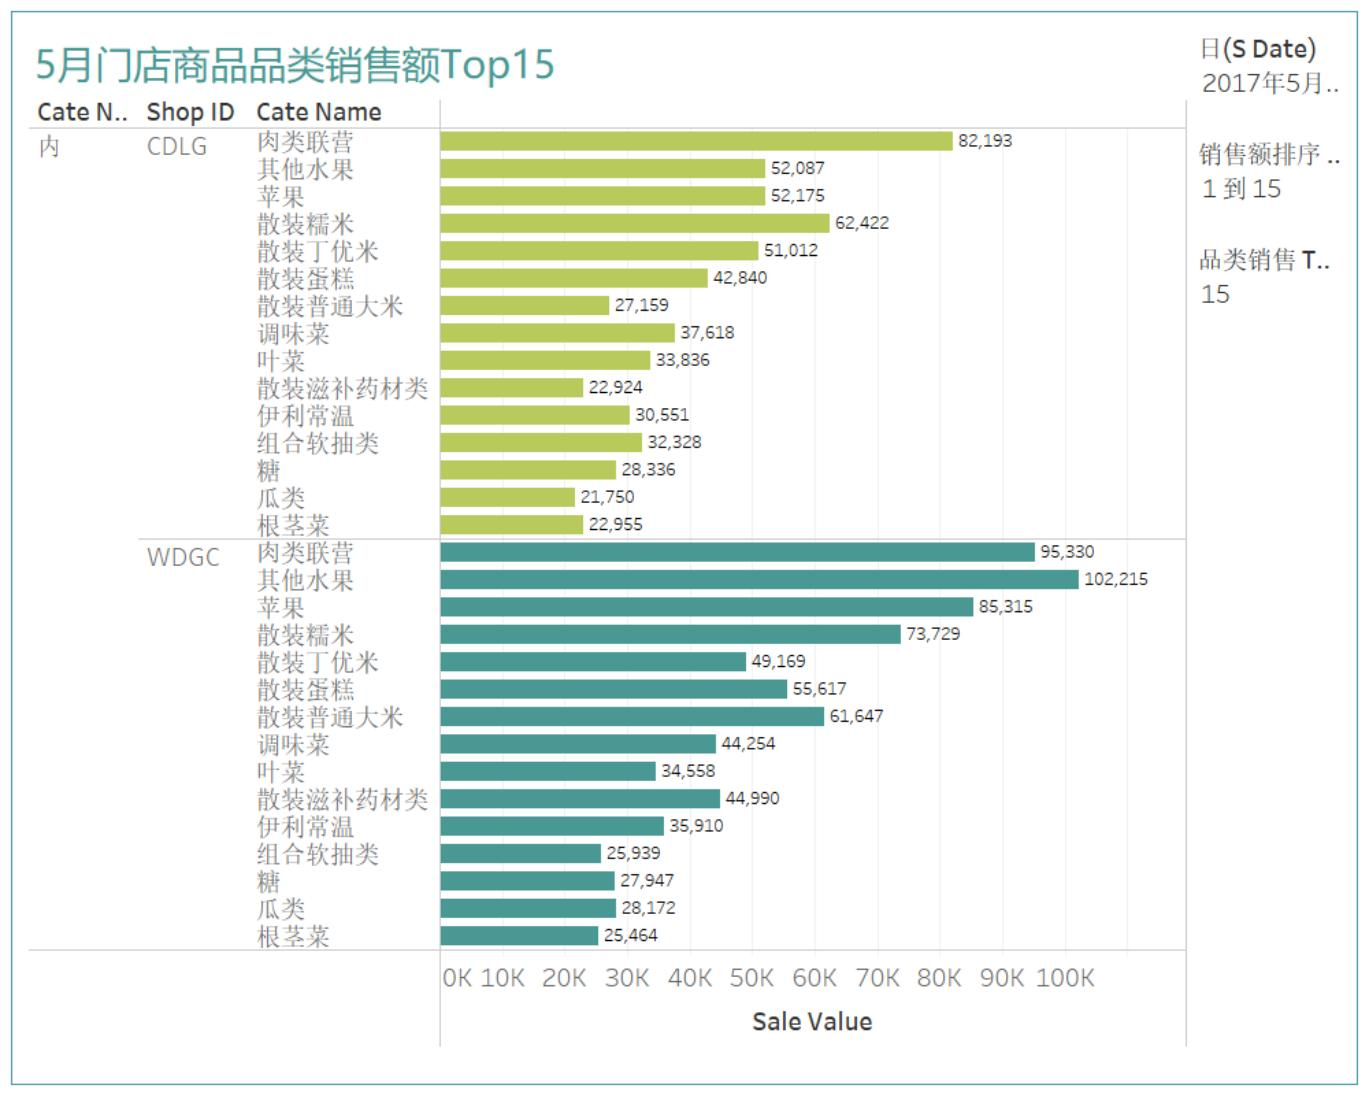 5月门店商品品类销售额Top15
Cate N.. Shop ID Cate Name
内 CDLG 肉类联营 82,193
其他水果 52,087
苹果 52,175
散装糯米 62,422
散装丁优米 51,012
散装蛋糕 42,840
散装普通大米 27,159
调味菜 37,618
叶菜 33,836
散装滋补药材类 22,924
伊利常温 30,551
组合软抽类 32,328
糖 28,336
瓜类 21,750
根茎菜 22,955
WDGC 肉类联营 95,330
其他水果 102,215
苹果 85,315
散装糯米 73,729
散装丁优米 49,169
散装蛋糕 55,617
散装普通大米 61,647
调味菜 44,254
叶菜 34,558
散装滋补药材类 44,990
伊利常温 35,910
组合软抽类 25,939
糖 27,947
瓜类 28,172
根茎菜 25,464
0K 10K 20K 30K 40K 50K 60K 70K 80K 90K 100K
Sale Value
日(S Date)
2017年5月..
销售额排序 ..
1 到 15
品类销售 T..
15